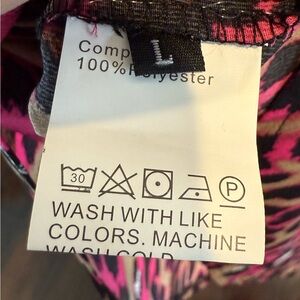 L
Comp
100% Polyester
30
P
WASH WITH LIKE
COLORS. MACHINE
WASH COLD